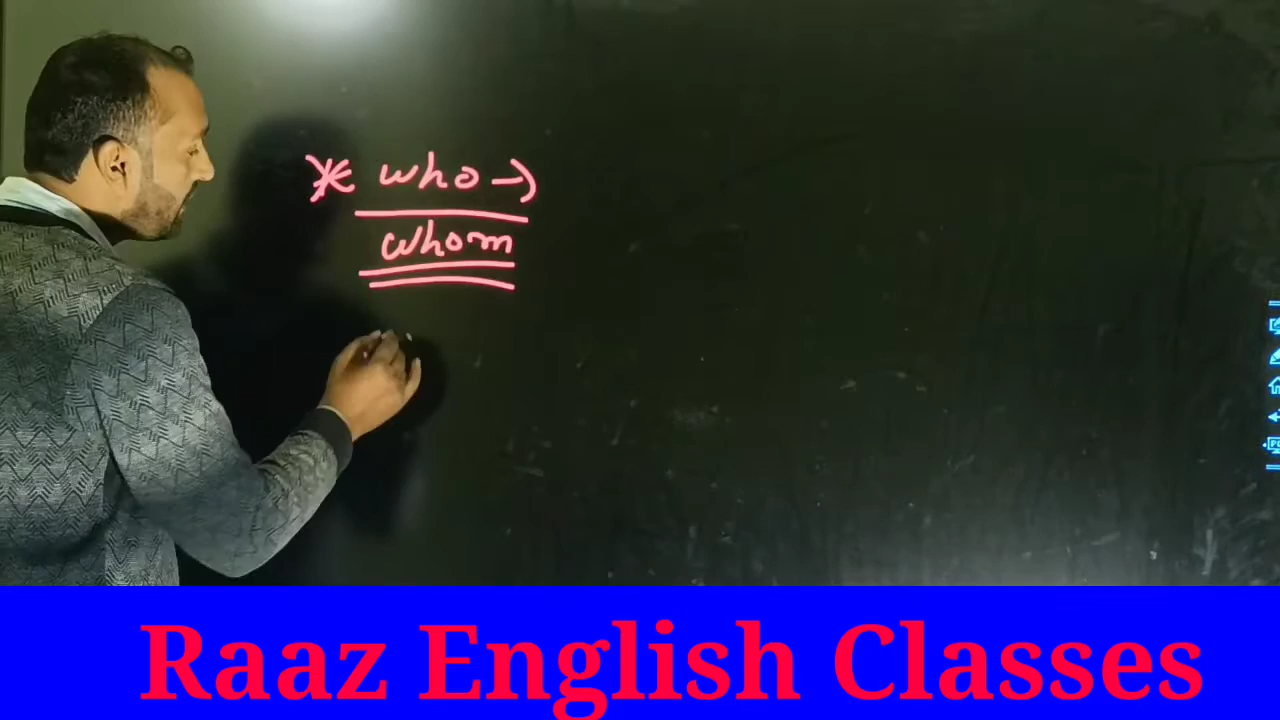 * who →
whom
Raaz English Classes